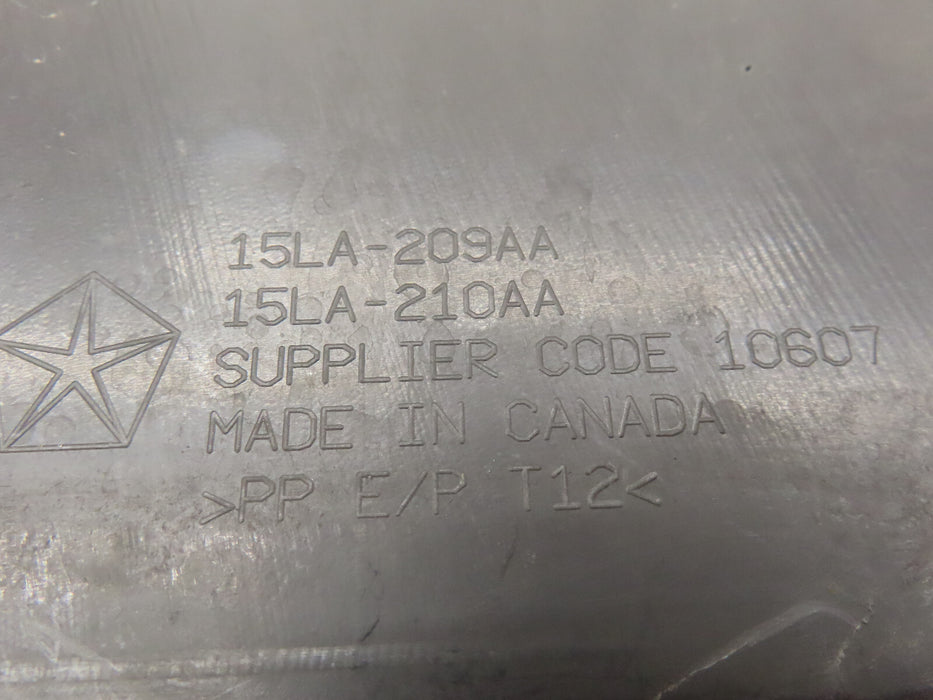 15LA-209AA
15LA-210AA
SUPPLIER CODE 10607
MADE IN CANADA
>PP E/P T12<